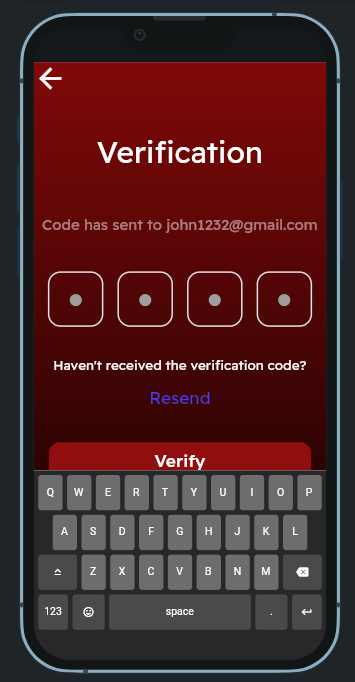 Verification
Code has sent to john1232@gmail.com
Haven't received the verification code?
Resend
Verify
Q W E R T Y U I O P
A S D F G H J K L
Z X C V B N M
123 space .